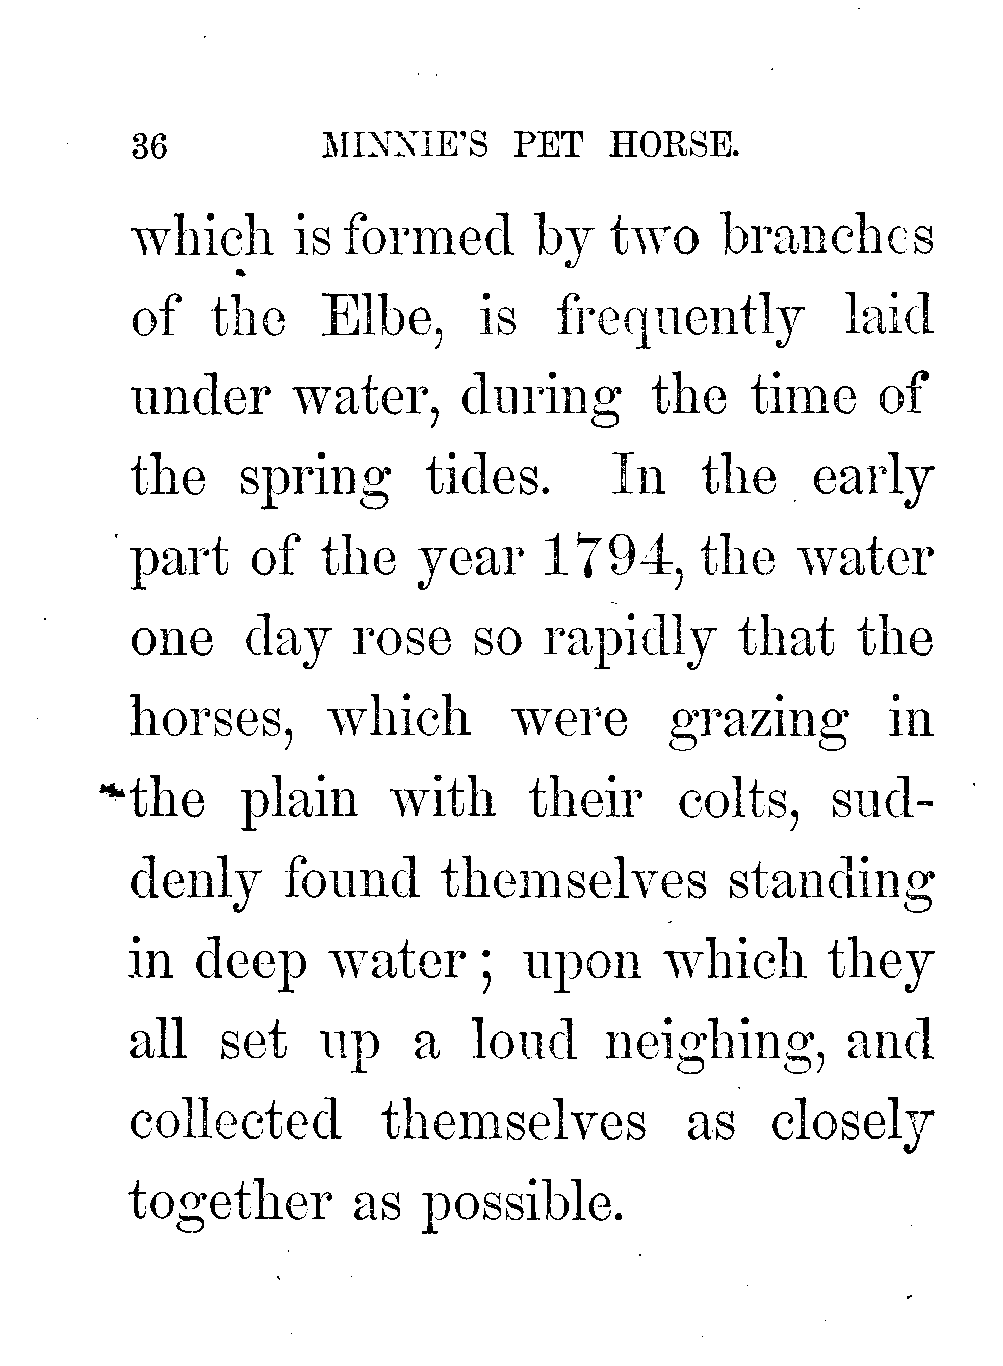 36 MINNIE'S PET HORSE.
which is formed by two branches
of the Elbe, is frequently laid
under water, during the time of
the spring tides. In the early
part of the year 1794, the water
one day rose so rapidly that the
horses, which were grazing in
the plain with their colts, sud-
denly found themselves standing
in deep water; upon which they
all set up a loud neighing, and
collected themselves as closely
together as possible.